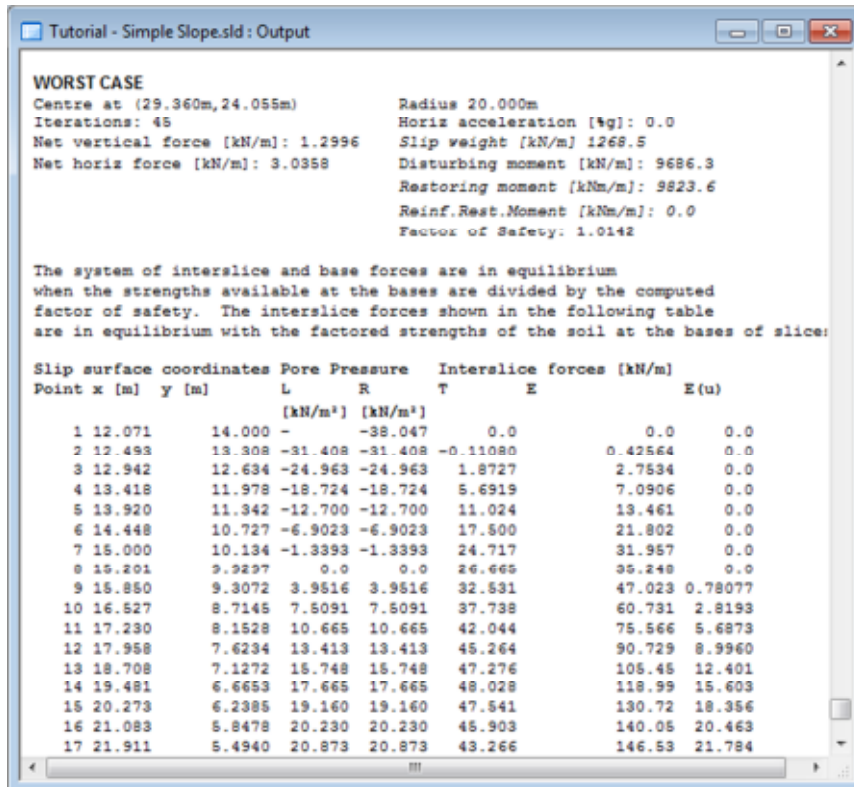 Tutorial - Simple Slope.sld : Output
WORST CASE
Centre at (29.360m,24.055m) Radius 20.000m
Iterations: 45 Horiz acceleration [%g]: 0.0
Net vertical force [kN/m]: 1.2996 Slip weight [kN/m] 1268.5
Net horiz force [kN/m]: 3.0358 Disturbing moment [kN/m]: 9686.3
Restoring moment [kNm/m]: 9823.6
Reinf.Rest.Moment [kNm/m]: 0.0
Factor of Safety: 1.0142
The system of interslice and base forces are in equilibrium
when the strengths available at the bases are divided by the computed
factor of safety. The interslice forces shown in the following table
are in equilibrium with the factored strengths of the soil at the bases of slice
Slip surface coordinates Pore Pressure Interslice forces [kN/m]
Point x [m] y [m] L R T E E(u)
[kN/m²] [kN/m²]
1 12.071 14.000 - -38.047 0.0 0.0 0.0
2 12.493 13.308 -31.408 -31.408 -0.11080 0.42564 0.0
3 12.942 12.634 -24.963 -24.963 1.8727 2.7534 0.0
4 13.418 11.978 -18.724 -18.724 5.6919 7.0906 0.0
5 13.920 11.342 -12.700 -12.700 11.024 13.461 0.0
6 14.448 10.727 -6.9023 -6.9023 17.500 21.802 0.0
7 15.000 10.134 -1.3393 -1.3393 24.717 31.957 0.0
8 15.201 9.9297 0.0 0.0 26.665 35.248 0.0
9 15.850 9.3072 3.9516 3.9516 32.531 47.023 0.78077
10 16.527 8.7145 7.5091 7.5091 37.738 60.731 2.8193
11 17.230 8.1528 10.665 10.665 42.044 75.566 5.6873
12 17.958 7.6234 13.413 13.413 45.264 90.729 8.9960
13 18.708 7.1272 15.748 15.748 47.276 105.45 12.401
14 19.481 6.6653 17.665 17.665 48.028 118.99 15.603
15 20.273 6.2385 19.160 19.160 47.541 130.72 18.356
16 21.083 5.8478 20.230 20.230 45.903 140.05 20.463
17 21.911 5.4940 20.873 20.873 43.266 146.53 21.784